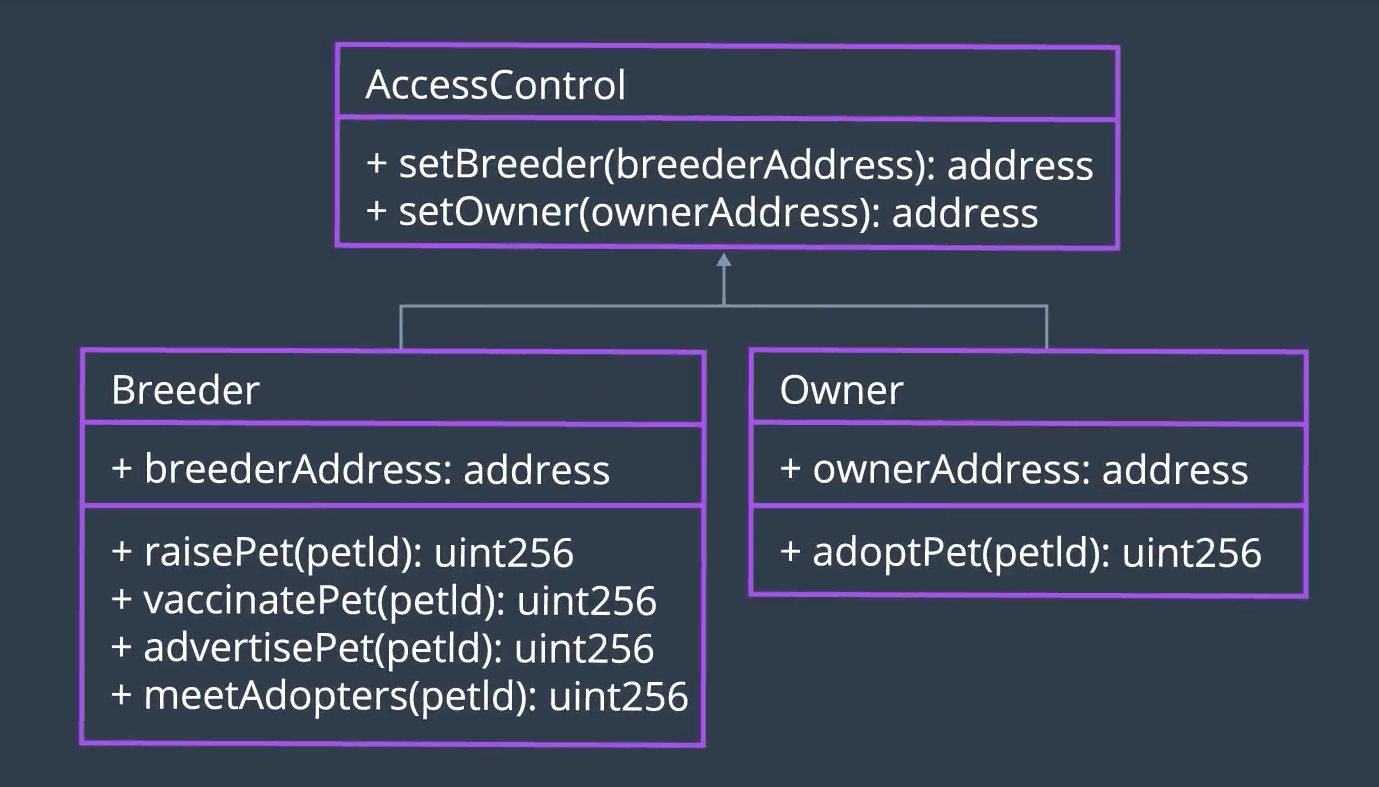 AccessControl
+ setBreeder(breederAddress): address
+ setOwner(ownerAddress): address
Breeder
+ breederAddress: address
+ raisePet(petId): uint256
+ vaccinatePet(petId): uint256
+ advertisePet(petId): uint256
+ meetAdopters(petId): uint256
Owner
+ ownerAddress: address
+ adoptPet(petId): uint256